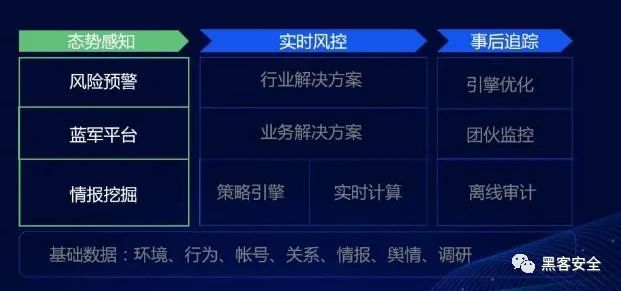 态势感知
实时风控
事后追踪
风险预警
行业解决方案
引擎优化
蓝军平台
业务解决方案
团伙监控
情报挖掘
策略引擎
实时计算
离线审计
基础数据：环境、行为、帐号、关系、情报、舆情、调研
黑客安全